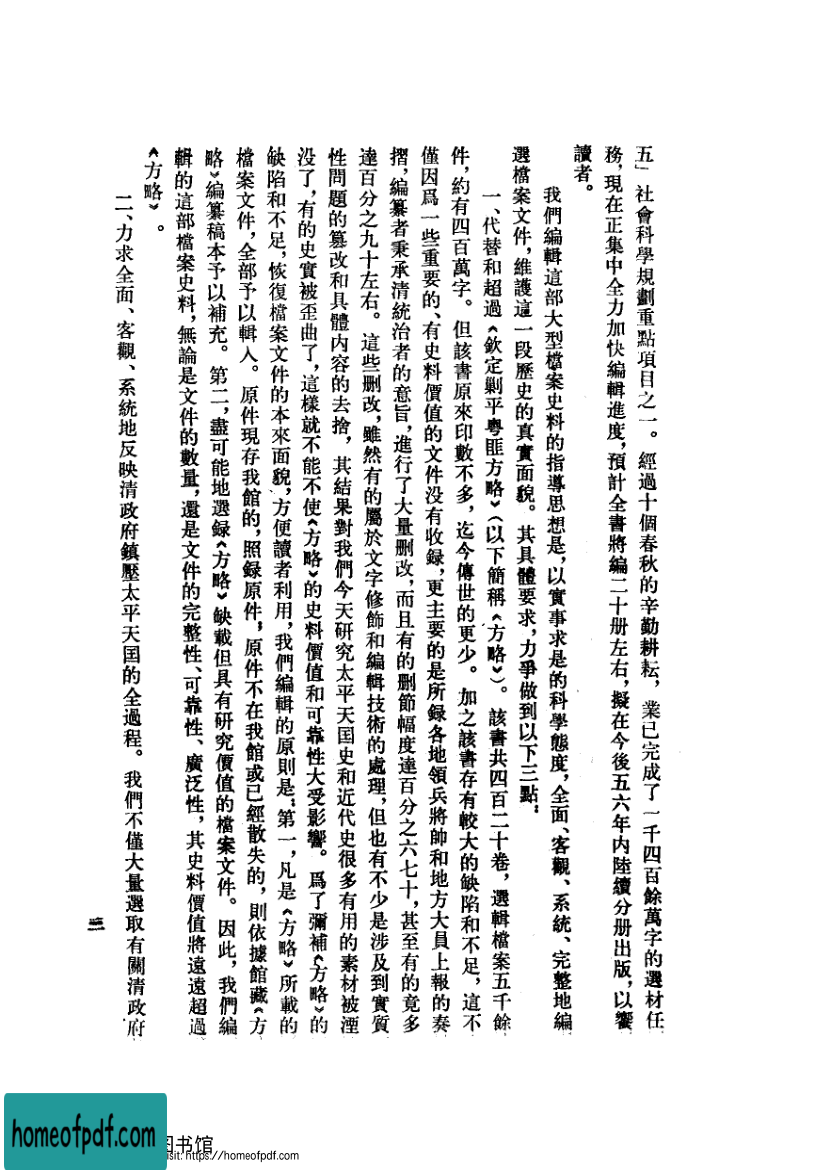 五」社會科學規劃重點項目之一。經過十個春秋的辛勤耕耘,業已完成了一千四百餘萬字的選材任
務,現在正集中全力加快編輯進度,預計全書將編二十册左右,擬在今後五六年内陸續分册出版,以饗
讀者。
我們編輯這部大型檔案史料的指導思想是,以實事求是的科學態度,全面、客觀、系統、完整地編
選檔案文件,維護這一段歷史的真實面貌。其具體要求,力爭做到以下三點:
一、代替和超過《欽定剿平粵匪方略》(以下簡稱《方略》)。該書共四百二十卷,選輯檔案五千餘
件,約有四百萬字。但該書原來印數不多,迄今傳世的更少。加之該書存有較大的缺陷和不足,這不
僅因爲一些重要的、有史料價值的文件没有收録,更主要的是所録各地領兵將帥和地方大員上報的奏
摺,編纂者秉承清統治者的意旨,進行了大量删改,而且有的删節幅度達百分之六七十,甚至有的竟多
達百分之九十左右。這些删改,雖然有的屬於文字修飾和編輯技術的處理,但也有不少是涉及到實質
性問題的篡改和具體内容的去捨,其結果對我們今天研究太平天囯史和近代史很多有用的素材被湮
没了,有的史實被歪曲了,這樣就不能不使《方略》的史料價值和可靠性大受影響。爲了彌補《方略》的
缺陷和不足,恢復檔案文件的本來面貌,方便讀者利用,我們編輯的原則是:第一,凡是《方略》所載的
檔案文件,全部予以輯入。原件現存我館的,照録原件,原件不在我館或已經散失的,則依據館藏《方
略》編纂稿本予以補充。第二,盡可能地選録《方略》缺載但具有研究價值的檔案文件。因此,我們編
輯的這部檔案史料,無論是文件的數量,還是文件的完整性、可靠性、廣泛性,其史料價值將遠遠超過
《方略》。
二、力求全面、客觀、系統地反映清政府鎮壓太平天囯的全過程。我們不僅大量選取有關清政府
三
homeofpdf.com
图书馆
sit: https://homeofpdf.com